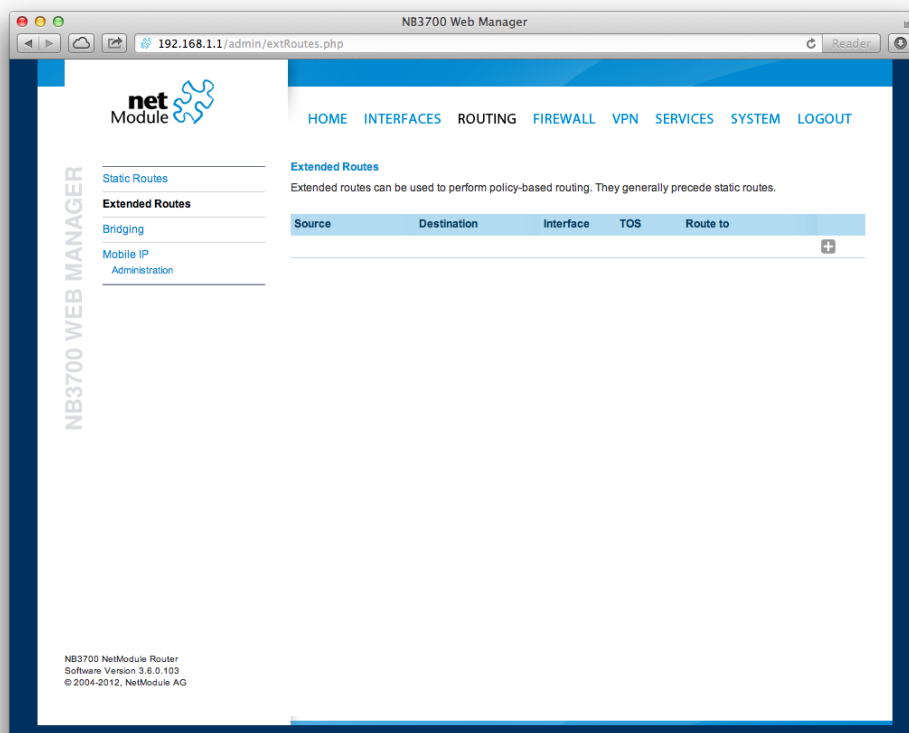 NB3700 Web Manager
192.168.1.1/admin/extRoutes.php
Reader
net
Module
HOME INTERFACES ROUTING FIREWALL VPN SERVICES SYSTEM LOGOUT
NB3700 WEB MANAGER
Static Routes
Extended Routes
Bridging
Mobile IP
Administration
Extended Routes
Extended routes can be used to perform policy-based routing. They generally precede static routes.
Source Destination Interface TOS Route to
NB3700 NetModule Router
Software Version 3.6.0.103
© 2004-2012, NetModule AG